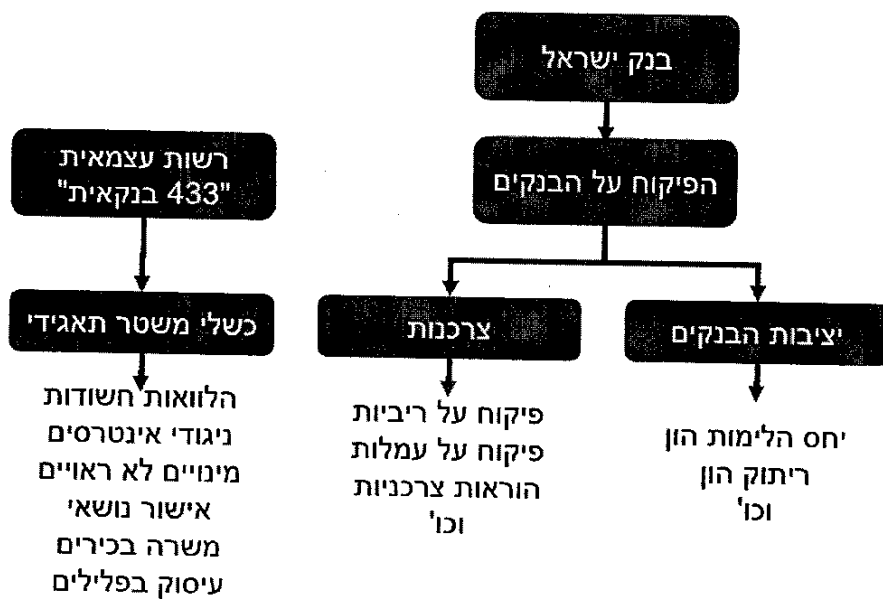 בנק ישראל
הפיקוח על הבנקים
יציבות הבנקים
יחס הלימות הון
ריתוק הון
וכו'
צרכנות
פיקוח על ריביות
פיקוח על עמלות
הוראות צרכניות
וכו'
רשות עצמאית
"433 בנקאית"
כשלי משטר תאגידי
הלוואות חשודות
ניגודי אינטרסים
מינויים לא ראויים
אישור נושאי
משרה בכירים
עיסוק בפלילים